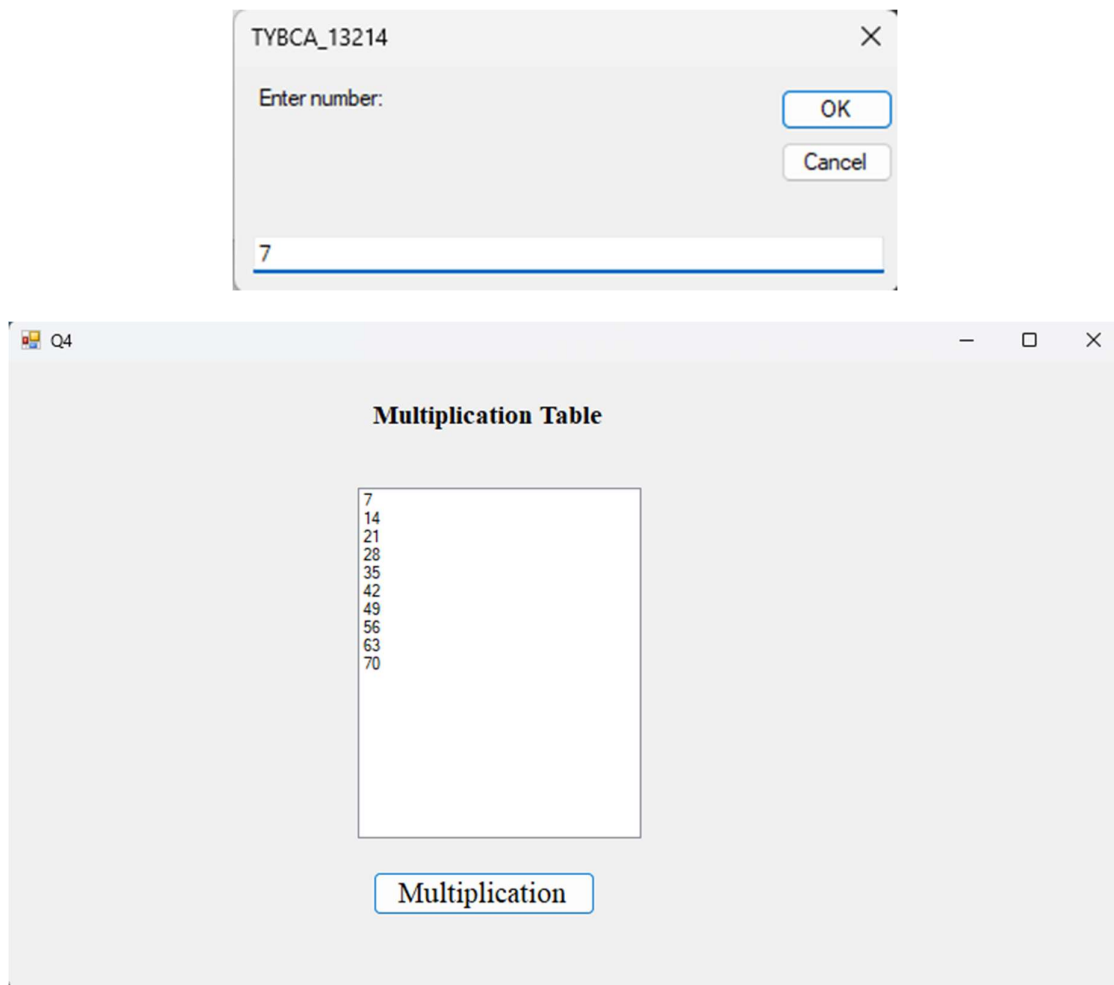 TYBCA_13214
Enter number:
OK
Cancel
7
Q4
Multiplication Table
7
14
21
28
35
42
49
56
63
70
Multiplication